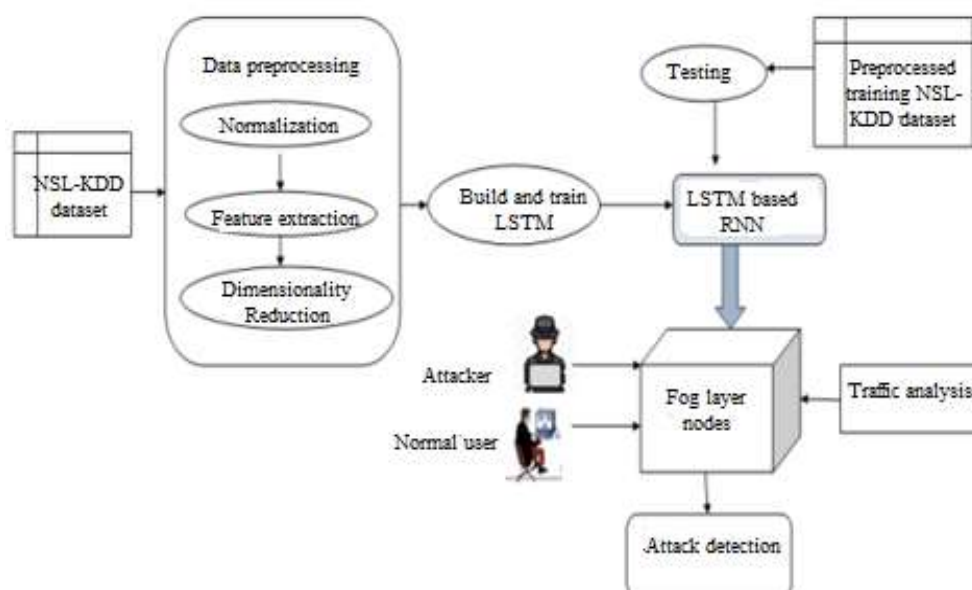 Data preprocessing
Normalization
Feature extraction
Dimensionality
Reduction
NSL-KDD
dataset
Build and train
LSTM
Testing
Preprocessed
training NSL-
KDD dataset
LSTM based
RNN
Attacker
Normal user
Fog layer
nodes
Traffic analysis
Attack detection